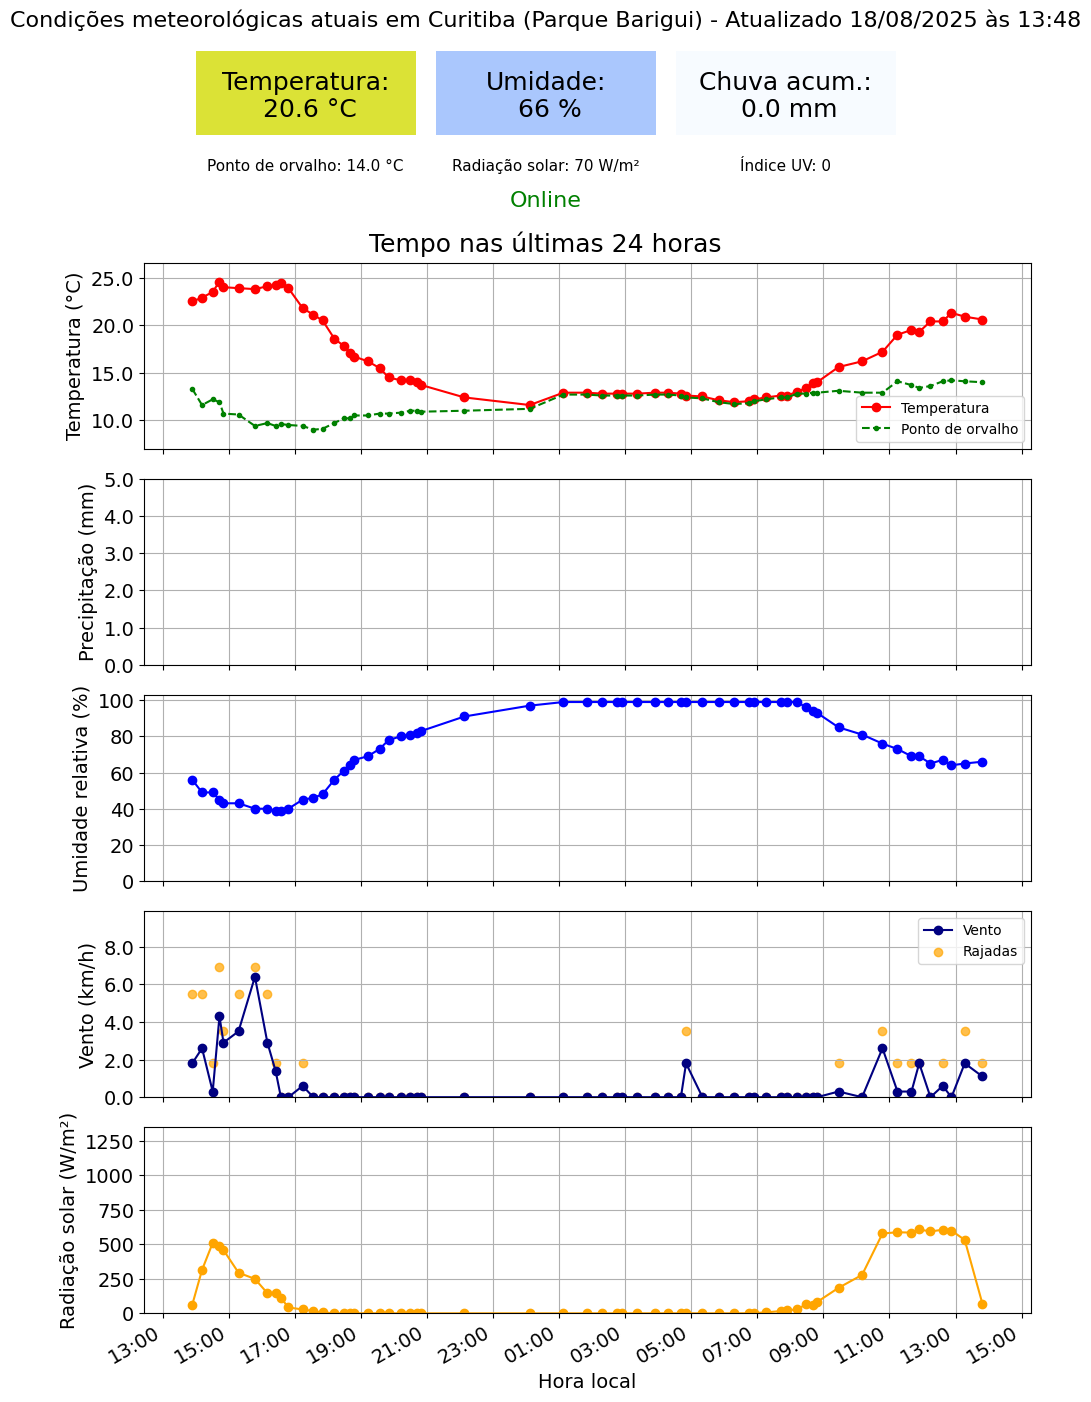 Condições meteorológicas atuais em Curitiba (Parque Barigui) - Atualizado 18/08/2025 às 13:48
Temperatura:
20.6 °C
Umidade:
66 %
Chuva acum.:
0.0 mm
Ponto de orvalho: 14.0 °C
Radiação solar: 70 W/m²
Índice UV: 0
Online
Tempo nas últimas 24 horas
Temperatura (°C)
25.0
20.0
15.0
10.0
Temperatura
Ponto de orvalho
Precipitação (mm)
5.0
4.0
3.0
2.0
1.0
0.0
Umidade relativa (%)
100
80
60
40
20
0
Vento (km/h)
8.0
6.0
4.0
2.0
0.0
Vento
Rajadas
Radiação solar (W/m²)
1250
1000
750
500
250
0
13:00
15:00
17:00
19:00
21:00
23:00
01:00
03:00
05:00
07:00
09:00
11:00
13:00
15:00
Hora local